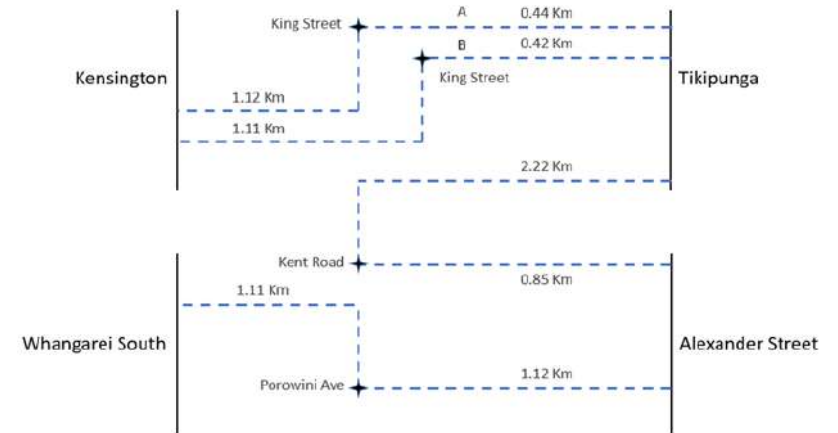 King Street
A
0.44 Km
B
0.42 Km
Kensington
King Street
Tikipunga
1.12 Km
1.11 Km
2.22 Km
Kent Road
0.85 Km
1.11 Km
Whangarei South
Alexander Street
1.12 Km
Porowini Ave